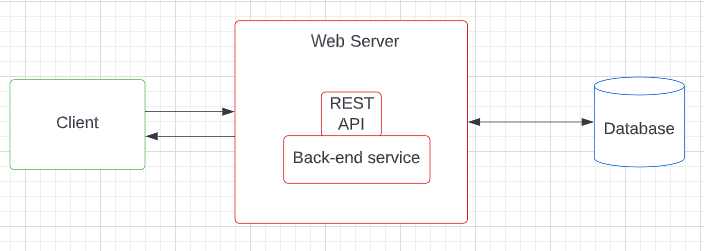 Web Server
Client
REST
API
Back-end service
Database